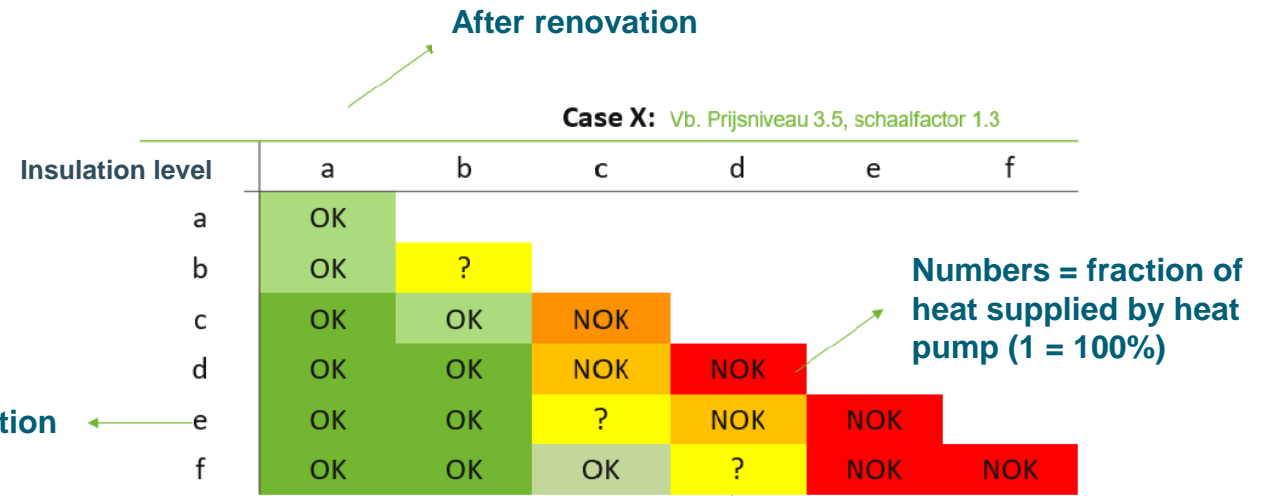 After renovation
Case X: Vb. Prijsniveau 3.5, schaalfactor 1.3
Insulation level a b c d e f
a OK
b OK ?
c OK OK NOK
d OK OK NOK NOK
e OK OK ? NOK NOK
f OK OK OK ? NOK NOK
Numbers = fraction of
heat supplied by heat
pump (1 = 100%)